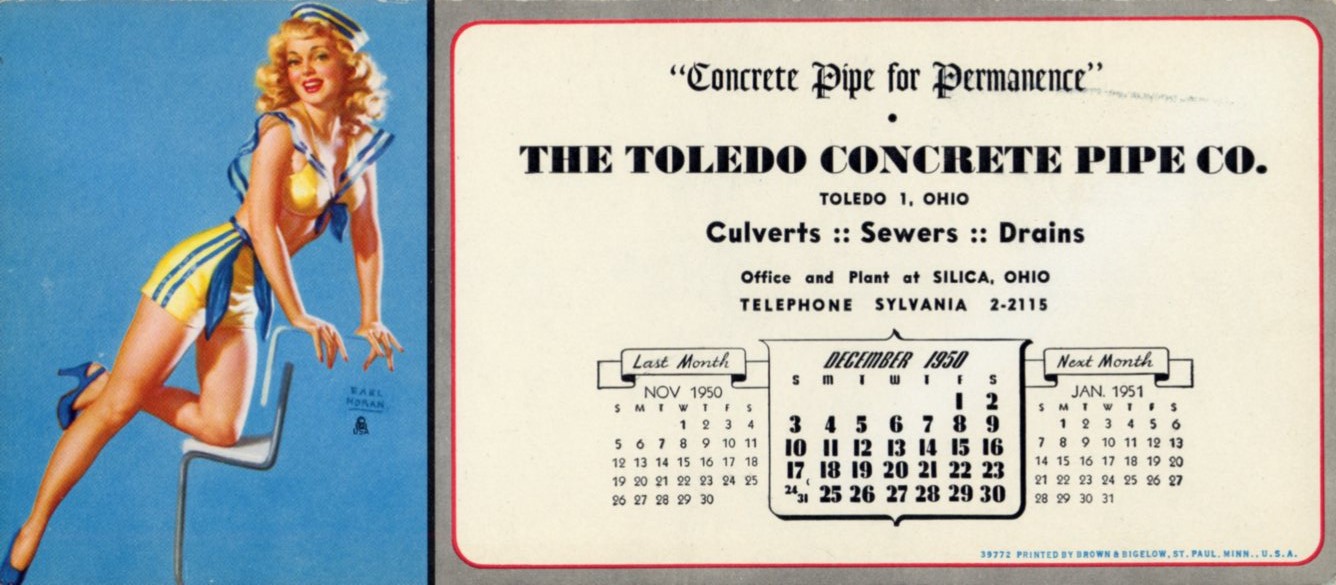 EARL
MORAN
USA
“Concrete Pipe for Permanence”
•
THE TOLEDO CONCRETE PIPE CO.
TOLEDO 1, OHIO
Culverts :: Sewers :: Drains
Office and Plant at SILICA, OHIO
TELEPHONE SYLVANIA 2-2115
Last Month
NOV 1950
S M T W T F S
1 2 3 4
5 6 7 8 9 10 11
12 13 14 15 16 17 18
19 20 21 22 23 24 25
26 27 28 29 30
DECEMBER 1950
S M T W T F S
1 2
3 4 5 6 7 8 9
10 11 12 13 14 15 16
17 18 19 20 21 22 23
24/31 25 26 27 28 29 30
Next Month
JAN. 1951
S M T W T F S
1 2 3 4 5 6
7 8 9 10 11 12 13
14 15 16 17 18 19 20
21 22 23 24 25 26 27
28 29 30 31
39772 PRINTED BY BROWN & BIGELOW, ST. PAUL, MINN., U.S.A.